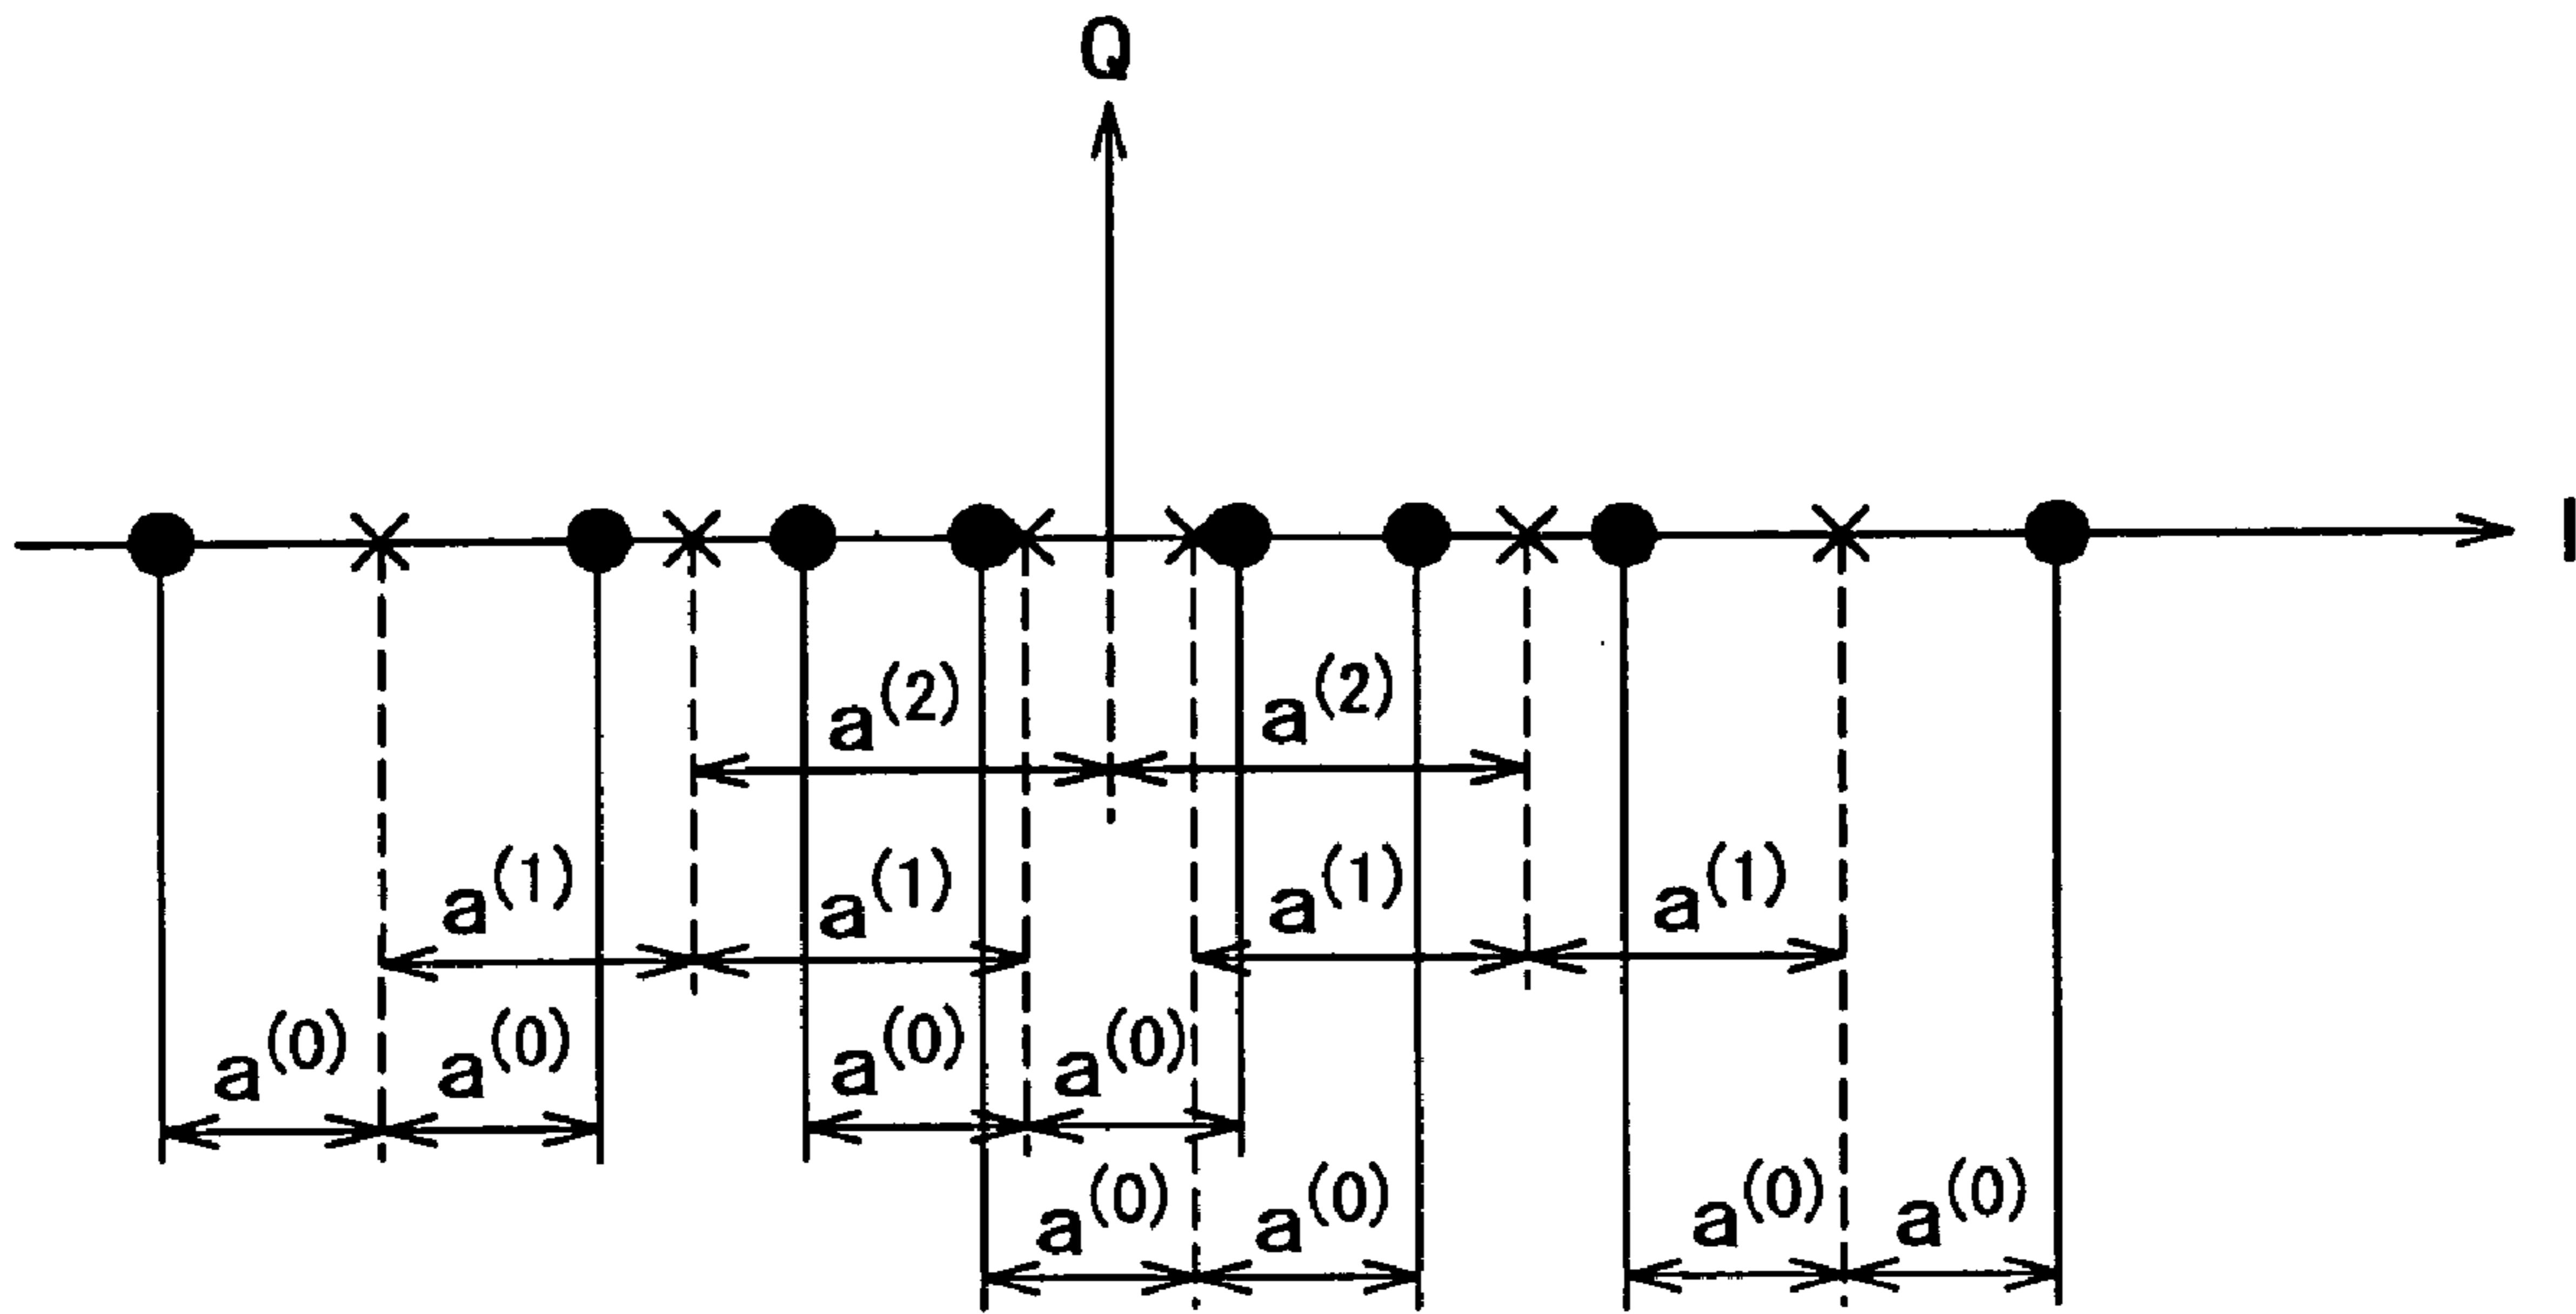 Q
I
a(2) a(2)
a(1) a(1) a(1) a(1)
a(0) a(0) a(0) a(0)
a(0) a(0) a(0) a(0)